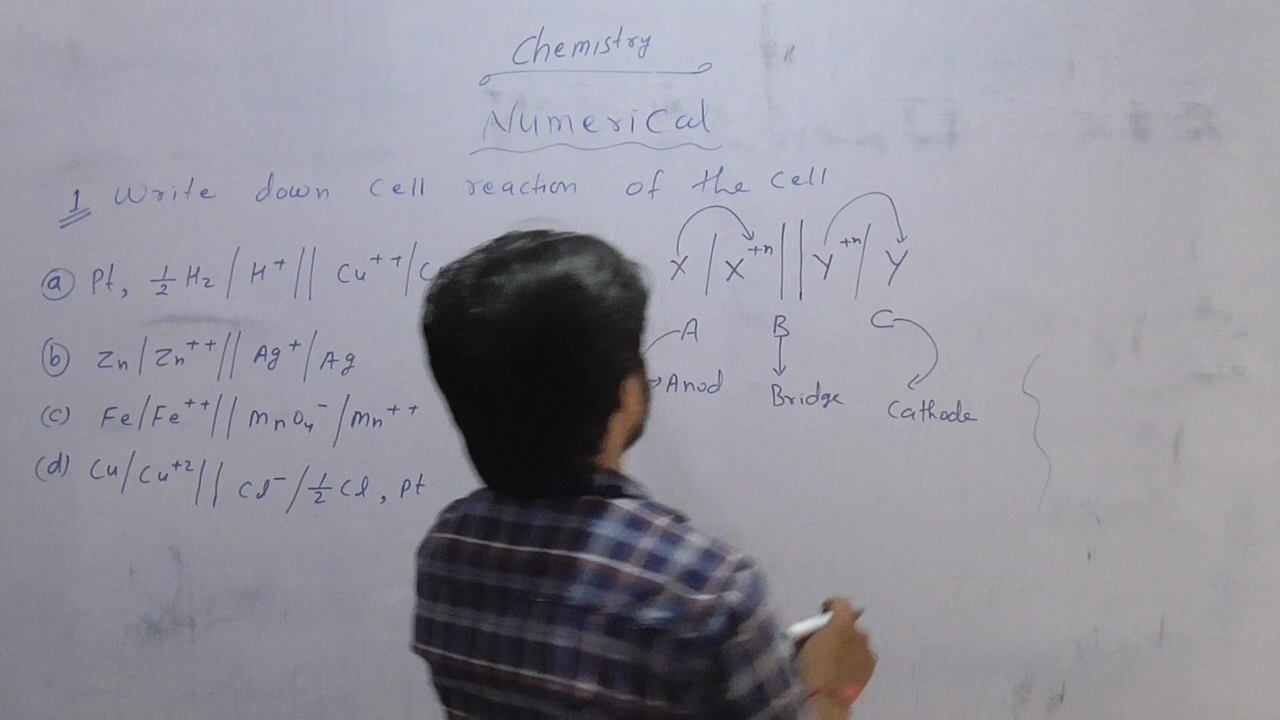 Chemistry
Numerical
1 Write down cell reaction of the cell
(a) Pt, 1/2 H2 / H+ || Cu++ /
(b) Zn / Zn++ || Ag+ / Ag
(c) Fe / Fe++ || MnO4- / Mn++
(d) Cu / Cu+2 || Cl- / 1/2 Cl, Pt
X / X+n || Y+n / Y
A B C
Anod Bridge Cathode